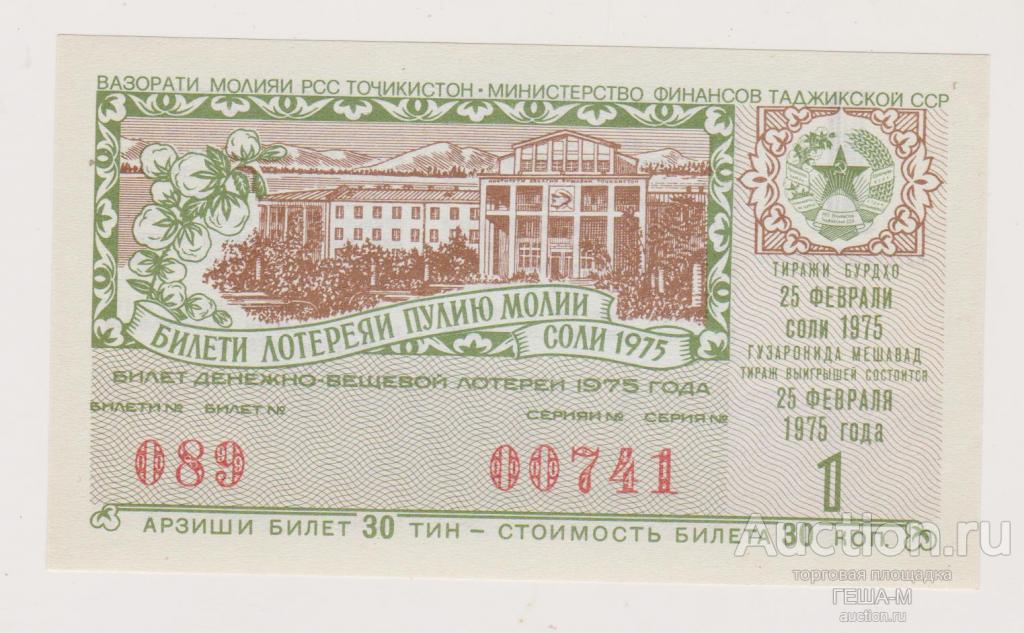 ВАЗОРАТИ МОЛИЯИ РСС ТОҶИКИСТОН • МИНИСТЕРСТВО ФИНАНСОВ ТАДЖИКСКОЙ ССР
БИЛЕТИ ЛОТЕРЕЯИ ПУЛИЮ МОЛИИ
СОЛИ 1975
БИЛЕТ ДЕНЕЖНО-ВЕЩЕВОЙ ЛОТЕРЕИ 1975 ГОДА
БИЛЕТИ № БИЛЕТ № СЕРИЯИ № СЕРИЯ №
089 00741
ТИРАЖИ БУРДҲО
25 ФЕВРАЛИ
СОЛИ 1975
ГУЗАРОНИДА МЕШАВАД
ТИРАЖ ВЫИГРЫШЕЙ СОСТОИТСЯ
25 ФЕВРАЛЯ
1975 года
1
АРЗИШИ БИЛЕТ 30 ТИН — СТОИМОСТЬ БИЛЕТА 30 КОП.
Auction.ru
торговая площадка
ГЕША-М
auction.ru